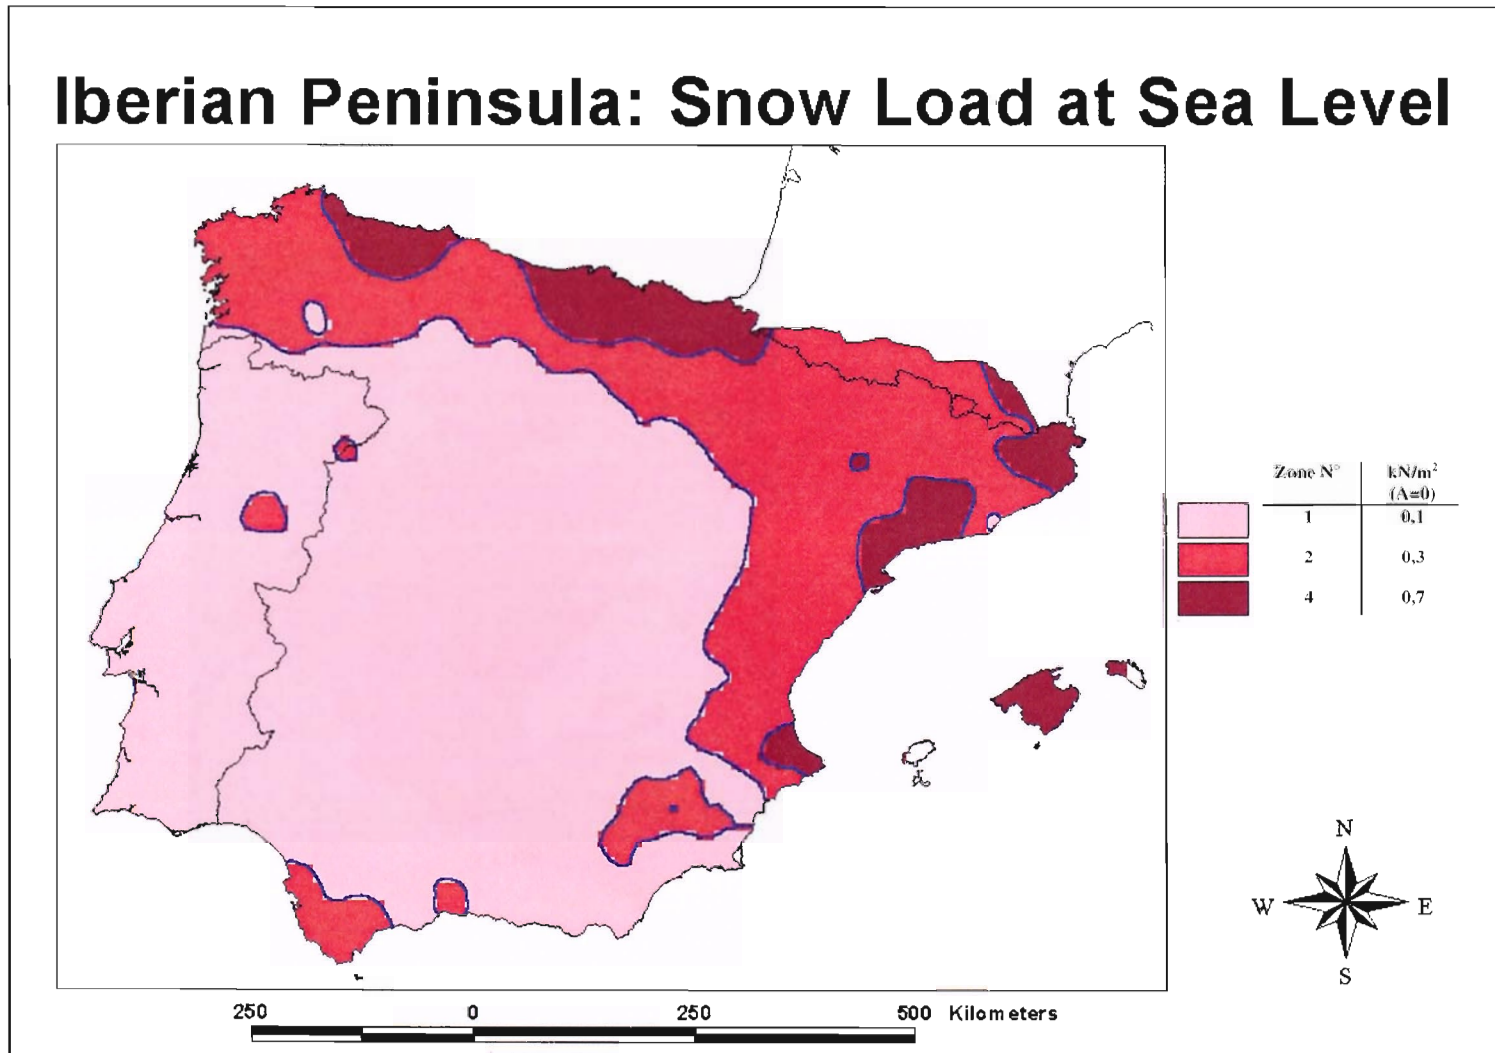 Iberian Peninsula: Snow Load at Sea Level
Zone N° kN/m²
(A=0)
1 0,1
2 0,3
4 0,7
N
W E
S
250 0 250 500 Kilometers